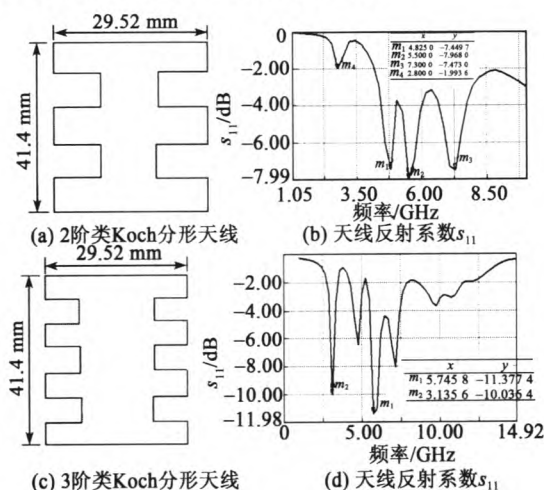 29.52 mm
41.4 mm
(a) 2阶类Koch分形天线
0
-2.00
-4.00
-6.00
-7.99
s11/dB
x y
m1 4.825 0 -7.449 7
m2 5.500 0 -7.968 0
m3 7.300 0 -7.473 0
m4 2.800 0 -1.993 6
m4
m1
m2
m3
1.05 3.50 6.00 8.50
频率/GHz
(b) 天线反射系数s11
29.52 mm
41.4 mm
(c) 3阶类Koch分形天线
-2.00
-4.00
-6.00
-8.00
-10.00
-11.98
s11/dB
m2
m1
x y
m1 5.745 8 -11.377 4
m2 3.135 6 -10.036 4
0 5.00 10.00 14.92
频率/GHz
(d) 天线反射系数s11